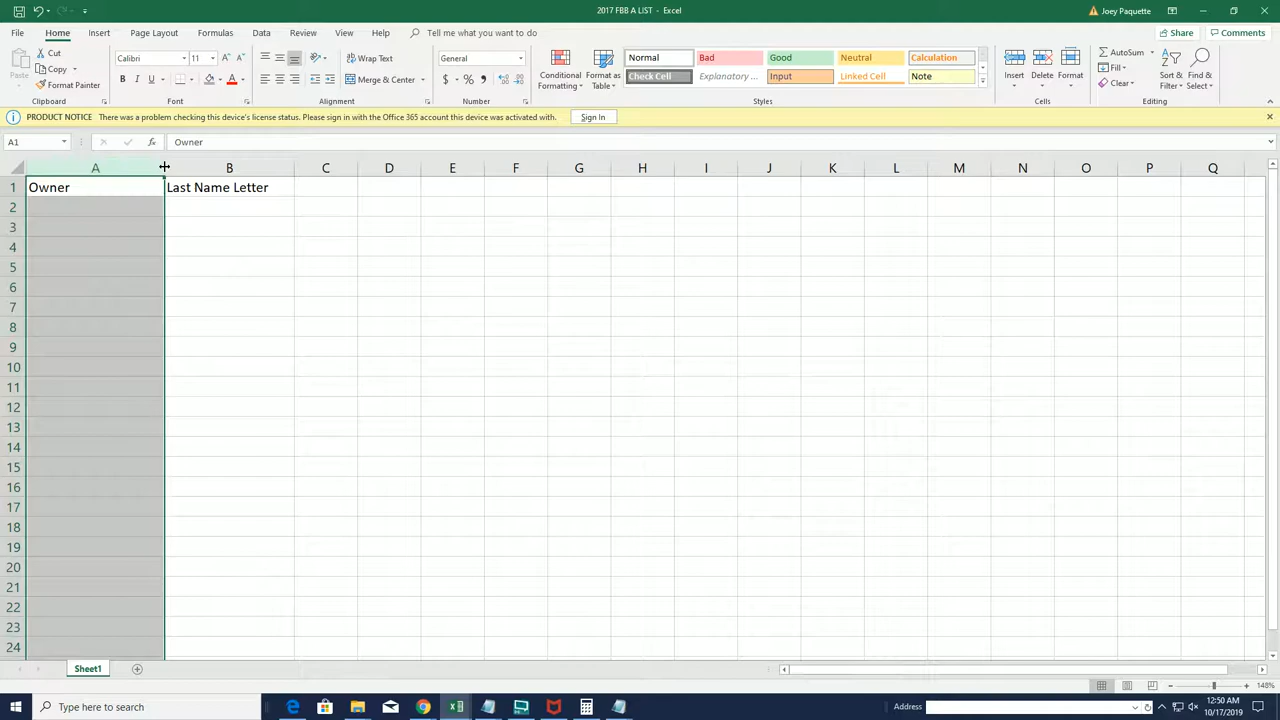 2017 FBB A LIST - Excel
Joey Paquette
File Home Insert Page Layout Formulas Data Review View Help Tell me what you want to do
Share Comments
Paste
Cut
Copy
Format Painter
Clipboard
Calibri 11
B I U A
Font
Wrap Text
Merge & Center
Alignment
General
$ % ,
Number
Conditional Formatting
Format as Table
Normal Bad Good Neutral Calculation
Check Cell Explanatory ... Input Linked Cell Note
Styles
Insert Delete Format
Cells
AutoSum
Fill
Clear
Sort & Filter
Find & Select
Editing
PRODUCT NOTICE There was a problem checking this device's license status. Please sign in with the Office 365 account this device was activated with. Sign In
A1 fx Owner
A B C D E F G H I J K L M N O P Q
1 Owner Last Name Letter
2
3
4
5
6
7
8
9
10
11
12
13
14
15
16
17
18
19
20
21
22
23
24
Sheet1
148%
Type here to search
Address
12:50 AM
10/17/2019